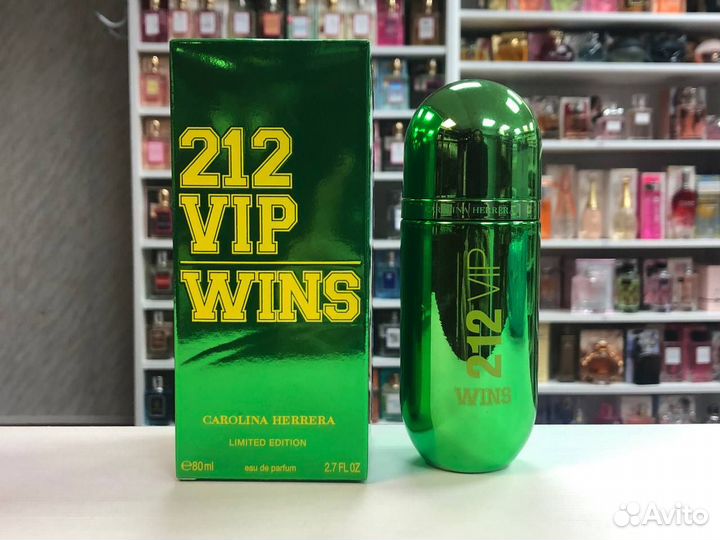 212
VIP
WINS
CAROLINA HERRERA
LIMITED EDITION
℮80ml eau de parfum 2.7 FL OZ
CAROLINA HERRERA
212 VIP
WINS
Avito